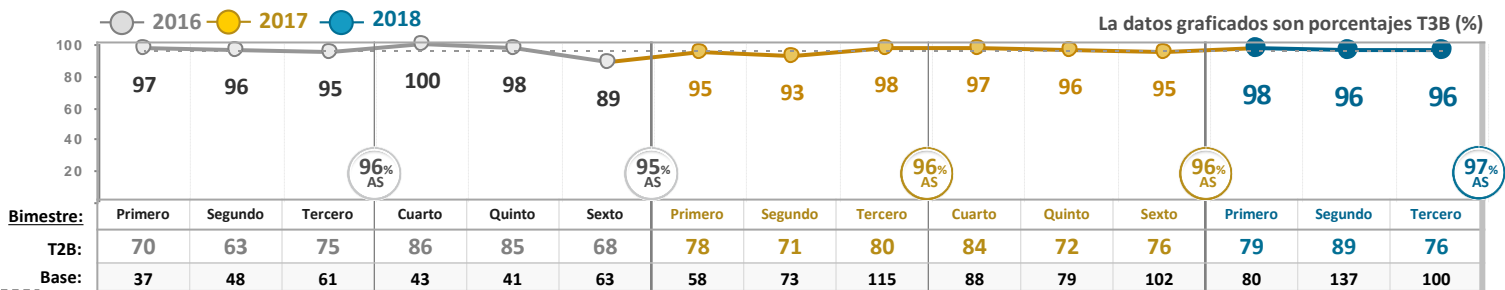 2016 2017 2018
La datos graficados son porcentajes T3B (%)
100
80
60
40
20
97 96 95 100 98 89 95 93 98 97 96 95 98 96 96
96% AS 95% AS 96% AS 96% AS 97% AS
Bimestre: Primero Segundo Tercero Cuarto Quinto Sexto Primero Segundo Tercero Cuarto Quinto Sexto Primero Segundo Tercero
T2B: 70 63 75 86 85 68 78 71 80 84 72 76 79 89 76
Base: 37 48 61 43 41 63 58 73 115 88 79 102 80 137 100